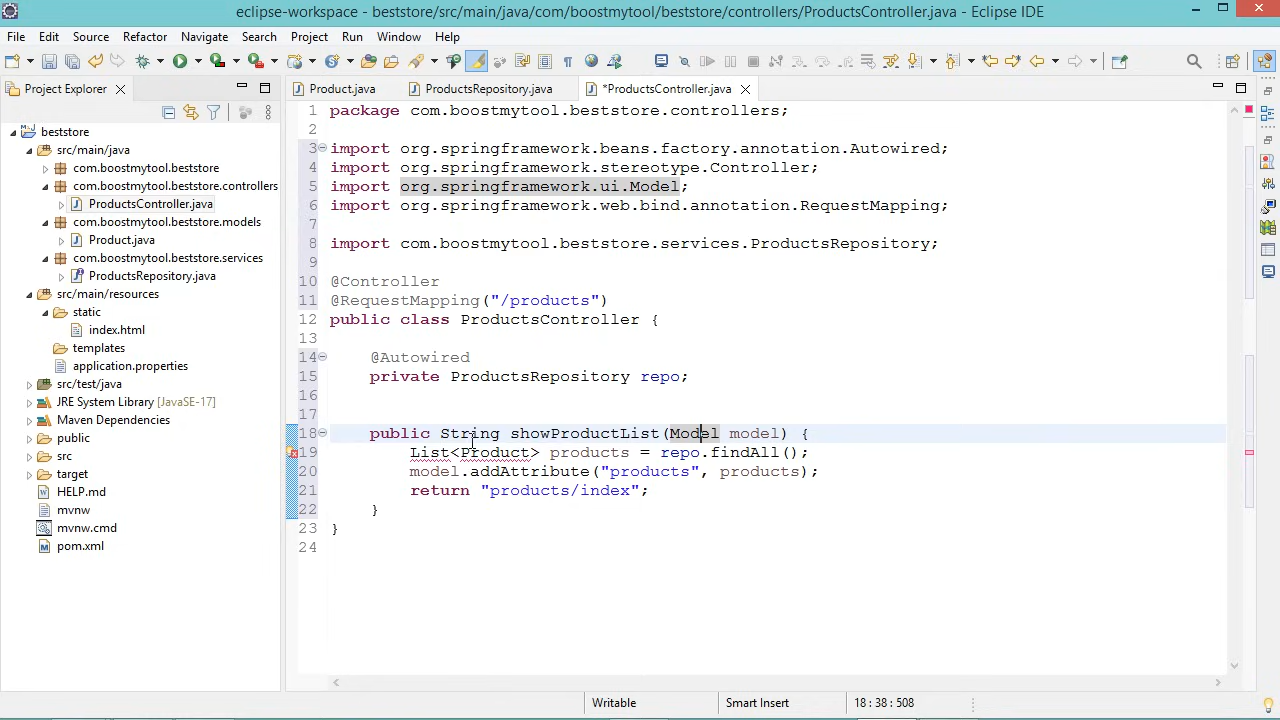 eclipse-workspace - beststore/src/main/java/com/boostmytool/beststore/controllers/ProductsController.java - Eclipse IDE
File Edit Source Refactor Navigate Search Project Run Window Help
Project Explorer
beststore
src/main/java
com.boostmytool.beststore
com.boostmytool.beststore.controllers
ProductsController.java
com.boostmytool.beststore.models
Product.java
com.boostmytool.beststore.services
ProductsRepository.java
src/main/resources
static
index.html
templates
application.properties
src/test/java
JRE System Library [JavaSE-17]
Maven Dependencies
public
src
target
HELP.md
mvnw
mvnw.cmd
pom.xml
Product.java ProductsRepository.java *ProductsController.java
1 package com.boostmytool.beststore.controllers;
2
3 import org.springframework.beans.factory.annotation.Autowired;
4 import org.springframework.stereotype.Controller;
5 import org.springframework.ui.Model;
6 import org.springframework.web.bind.annotation.RequestMapping;
7
8 import com.boostmytool.beststore.services.ProductsRepository;
9
10 @Controller
11 @RequestMapping("/products")
12 public class ProductsController {
13
14 @Autowired
15 private ProductsRepository repo;
16
17
18 public String showProductList(Model model) {
19 List<Product> products = repo.findAll();
20 model.addAttribute("products", products);
21 return "products/index";
22 }
23 }
24
Writable Smart Insert 18 : 38 : 508